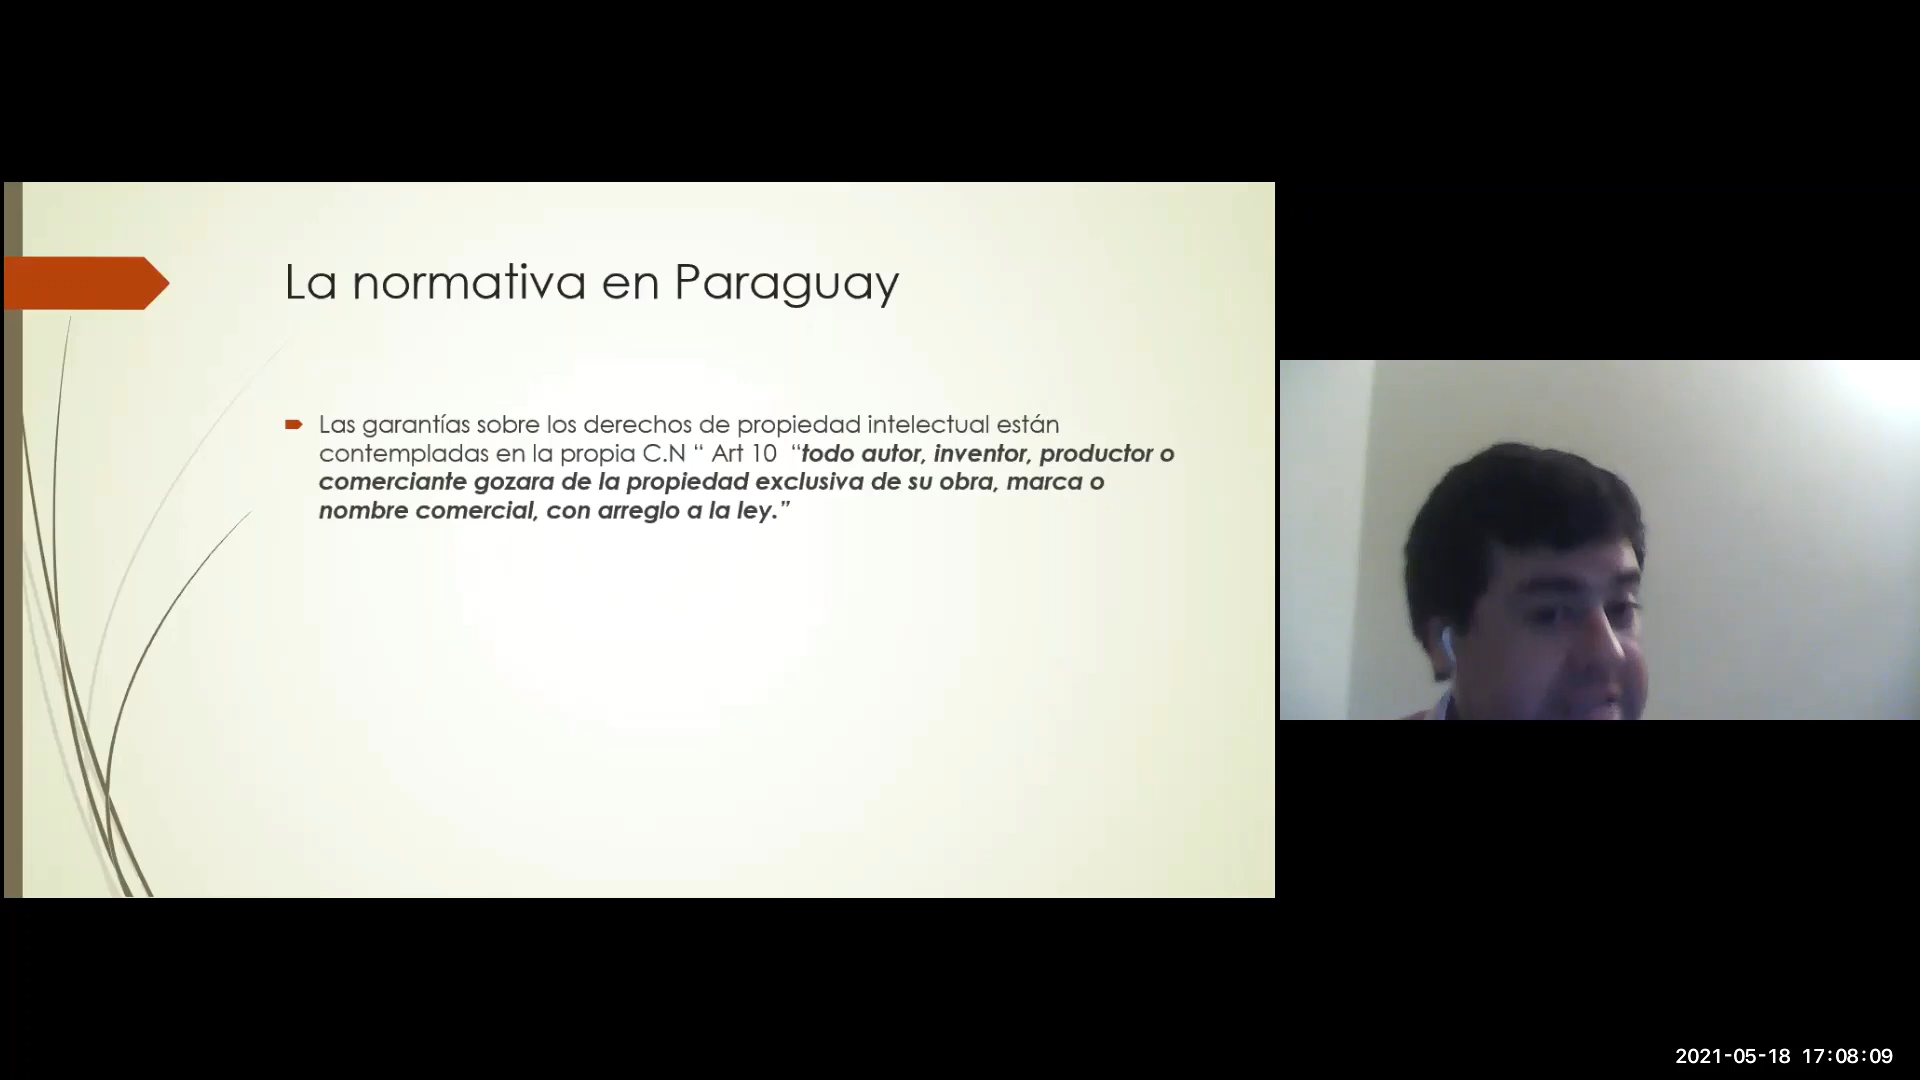 La normativa en Paraguay
Las garantías sobre los derechos de propiedad intelectual están
contempladas en la propia C.N “ Art 10  “todo autor, inventor, productor o
comerciante gozara de la propiedad exclusiva de su obra, marca o
nombre comercial, con arreglo a la ley.”
2021-05-18 17:08:09